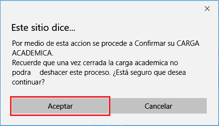 Este sitio dice...
Por medio de esta accion se procede a Confirmar su CARGA
ACADEMICA.
Recuerde que una vez cerrada la carga academica no
podra deshacer este proceso. ¿Está seguro que desea
continuar?
Aceptar Cancelar